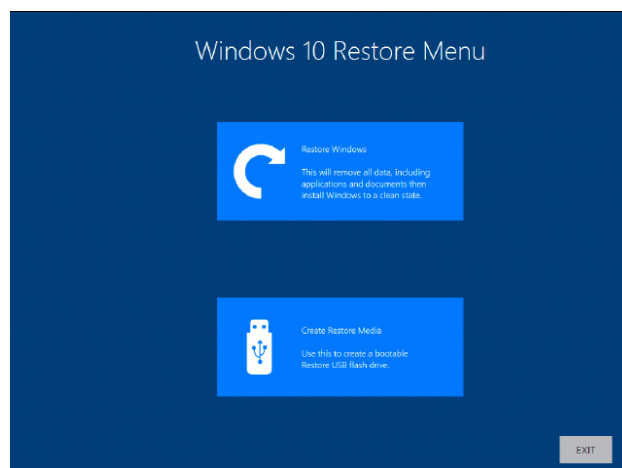 Windows 10 Restore Menu
Restore Windows
This will remove all data, including
applications and documents then
install Windows to a clean state.
Create Restore Media
Use this to create a bootable
Restore USB flash drive.
EXIT